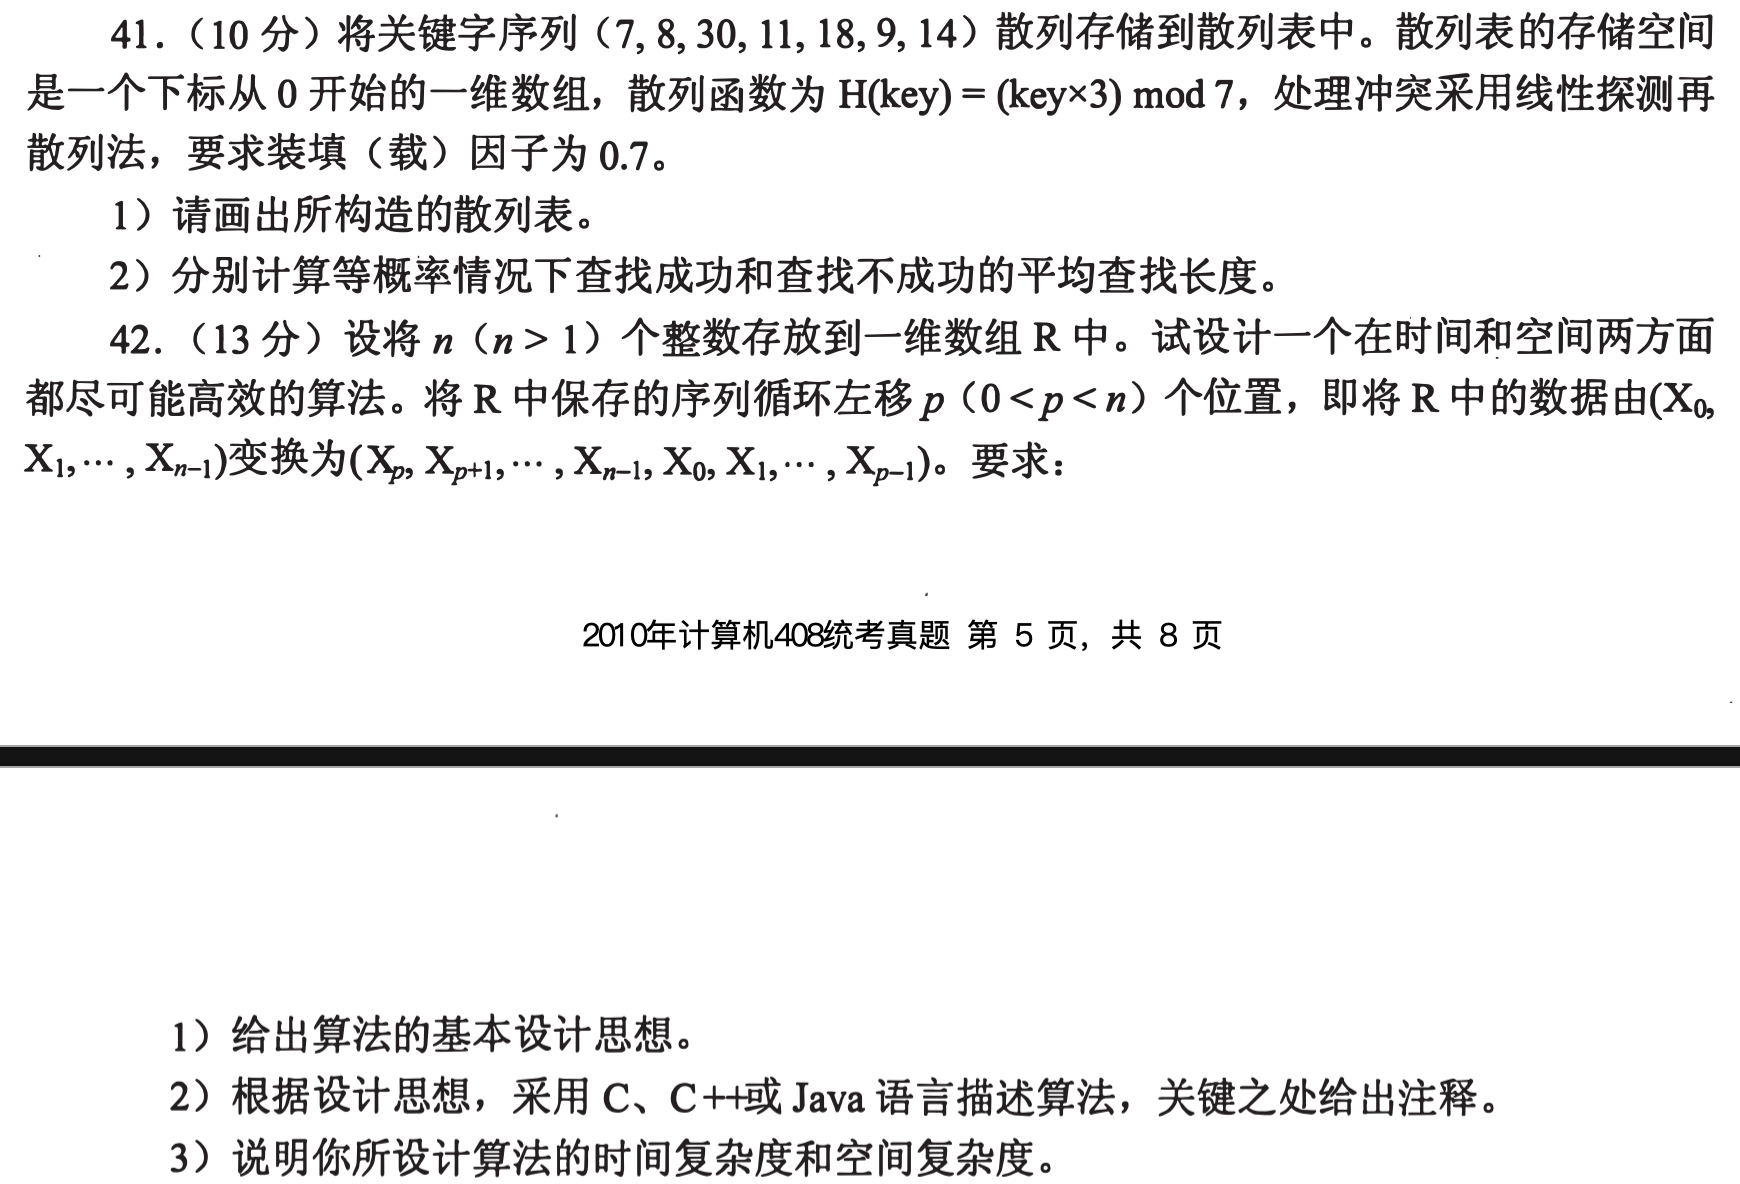 41.（10 分）将关键字序列（7, 8, 30, 11, 18, 9, 14）散列存储到散列表中。散列表的存储空间
是一个下标从 0 开始的一维数组，散列函数为 H(key) = (key×3) mod 7，处理冲突采用线性探测再
散列法，要求装填（载）因子为 0.7。
1）请画出所构造的散列表。
2）分别计算等概率情况下查找成功和查找不成功的平均查找长度。
42.（13 分）设将 n（n > 1）个整数存放到一维数组 R 中。试设计一个在时间和空间两方面
都尽可能高效的算法。将 R 中保存的序列循环左移 p（0 < p < n）个位置，即将 R 中的数据由(X₀,
X₁,⋯ , Xₙ₋₁)变换为(Xₚ, Xₚ₊₁,⋯ , Xₙ₋₁, X₀, X₁,⋯ , Xₚ₋₁)。要求：
2010年计算机408统考真题 第 5 页，共 8 页
1）给出算法的基本设计思想。
2）根据设计思想，采用 C、C++或 Java 语言描述算法，关键之处给出注释。
3）说明你所设计算法的时间复杂度和空间复杂度。